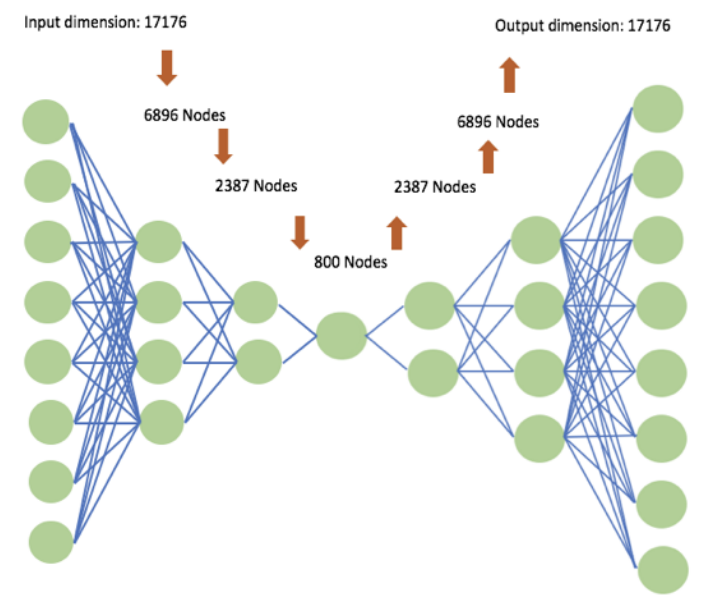 Input dimension: 17176
Output dimension: 17176
6896 Nodes
6896 Nodes
2387 Nodes
2387 Nodes
800 Nodes